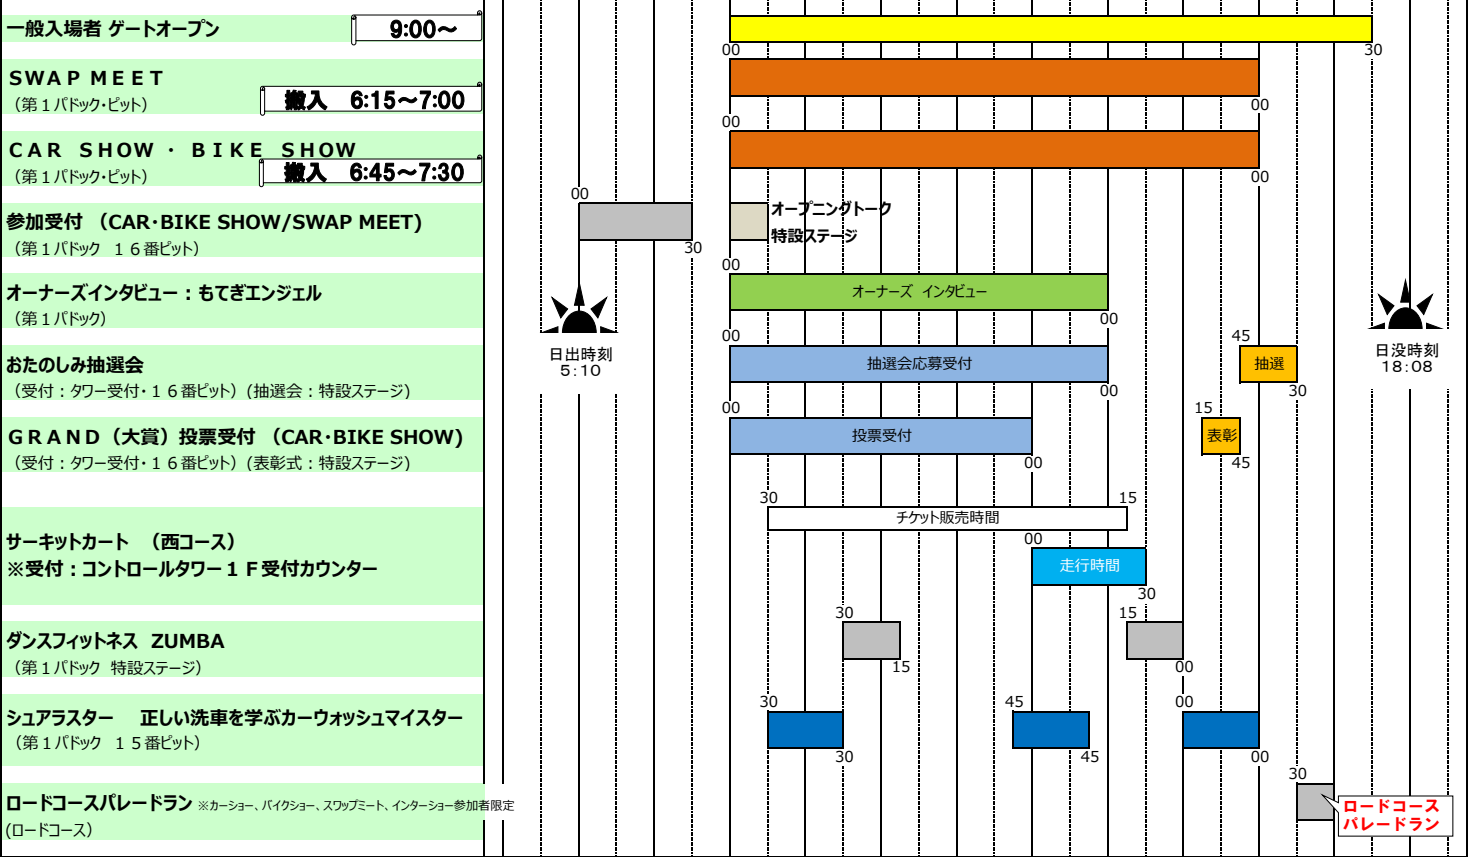 一般入場者 ゲートオープン 9:00～
00 30
ＳＷＡＰ ＭＥＥＴ
（第１パドック・ピット） 搬入 6:15～7:00
00
00
ＣＡＲ ＳＨＯＷ ・ ＢＩＫＥ ＳＨＯＷ
（第１パドック・ピット） 搬入 6:45～7:30
00
00
参加受付 （CAR･BIKE SHOW/SWAP MEET)
（第１パドック １６番ピット）
00
30
オープニングトーク
特設ステージ
オーナーズインタビュー：もてぎエンジェル
（第１パドック）
00
オーナーズ インタビュー
00
日出時刻
5:10
日没時刻
18:08
おたのしみ抽選会
（受付：タワー受付・１６番ピット）(抽選会：特設ステージ）
00 45
抽選会応募受付 抽選
00 30
ＧＲＡＮＤ（大賞）投票受付 （CAR･BIKE SHOW)
（受付：タワー受付・１６番ピット）(表彰式：特設ステージ）
00 15
投票受付 表彰
00 45
サーキットカート （西コース）
※受付：コントロールタワー１Ｆ受付カウンター
30 15
チケット販売時間
00
走行時間
30
ダンスフィットネス ZUMBA
（第１パドック 特設ステージ）
30 15
15 00
シュアラスター 正しい洗車を学ぶカーウォッシュマイスター
（第１パドック １５番ピット）
30 45 00
30 45 00
ロードコースパレードラン ※カーショー、バイクショー、スワップミート、インターショー参加者限定
(ロードコース）
30
ロードコース
パレードラン